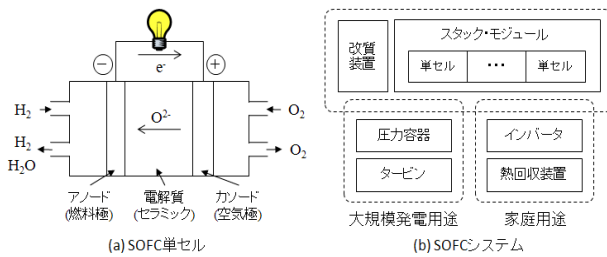 ⊖
e⁻
⊕
H₂
O²⁻
O₂
H₂
H₂O
O₂
アノード
(燃料極)
電解質
(セラミック)
カソード
(空気極)
(a) SOFC単セル
改質
装置
スタック・モジュール
単セル
…
単セル
圧力容器
タービン
インバータ
熱回収装置
大規模発電用途
家庭用途
(b) SOFCシステム